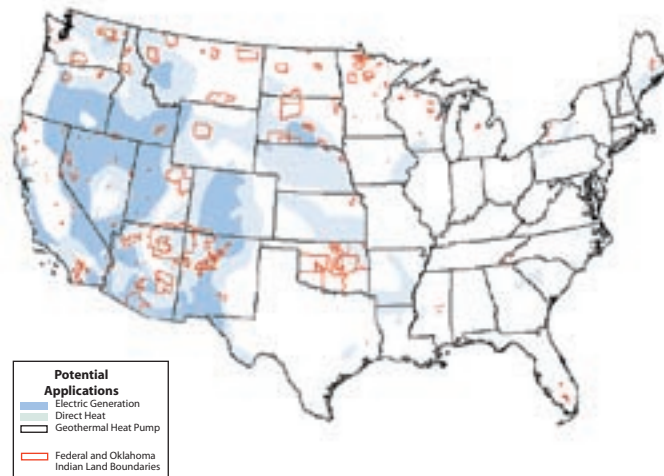 Potential
Applications
Electric Generation
Direct Heat
Geothermal Heat Pump
Federal and Oklahoma
Indian Land Boundaries